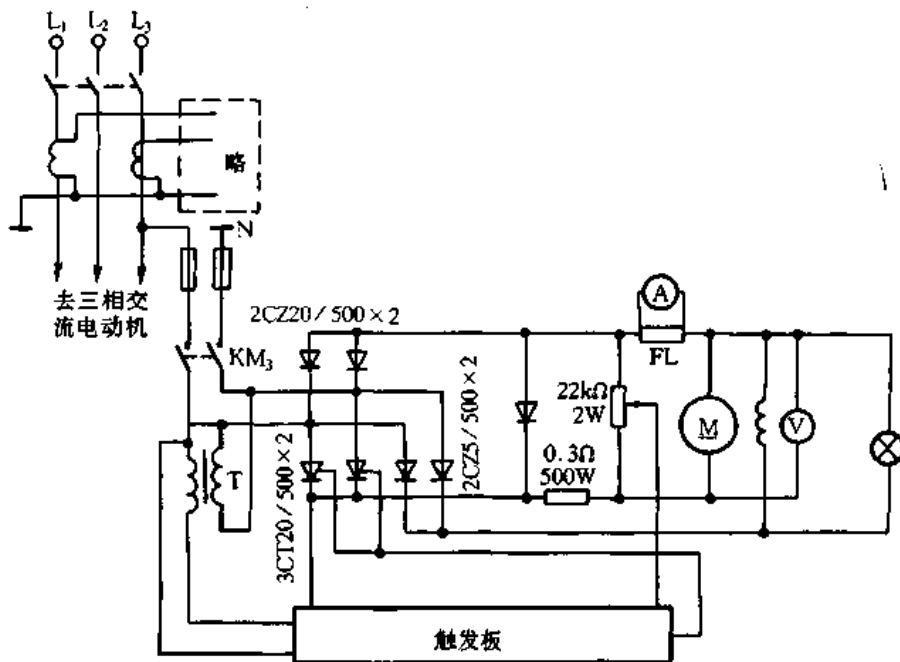 L₁ L₂ L₃
略
N
去三相交
流电动机
2CZ20/500×2
KM₃
T
3CT20/500×2
2CZ5/500×2
22kΩ
2W
0.3Ω
500W
A
FL
M
V
触发板